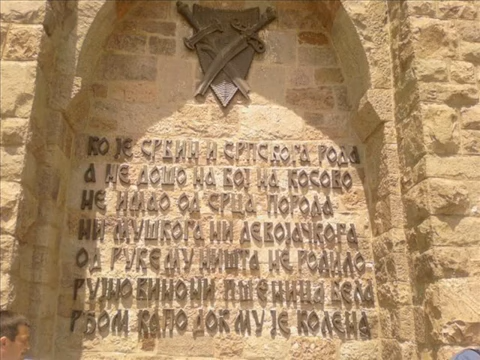 КО ЈЕ СРБИН И СРПСКОГА РОДА
А НЕ ДОШО НА БОЈ НА КОСОВО
НЕ ИМАО ОД СРЦА ПОРОДА
НИ МУШКОГА НИ ДЕВОЈАЧКОГА
ОД РУКЕ МУ НИШТА НЕ РОДИЛО
РУЈНО ВИНО НИ ПШЕНИЦА БЕЛА
РЂОМ КАПО ДОК МУ ЈЕ КОЛЕНА